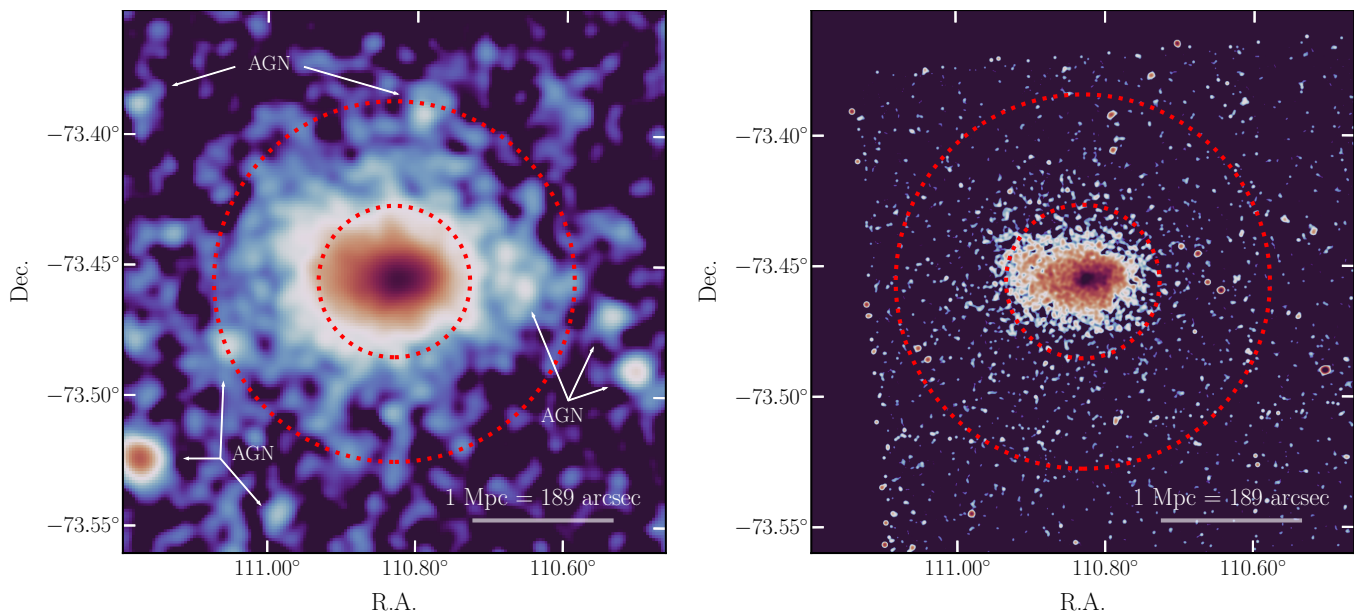 AGN
−73.40°
−73.45°
−73.50°
−73.55°
Dec.
AGN
AGN
1 Mpc = 189 arcsec
111.00°
110.80°
110.60°
R.A.
−73.40°
−73.45°
−73.50°
−73.55°
Dec.
1 Mpc = 189 arcsec
111.00°
110.80°
110.60°
R.A.